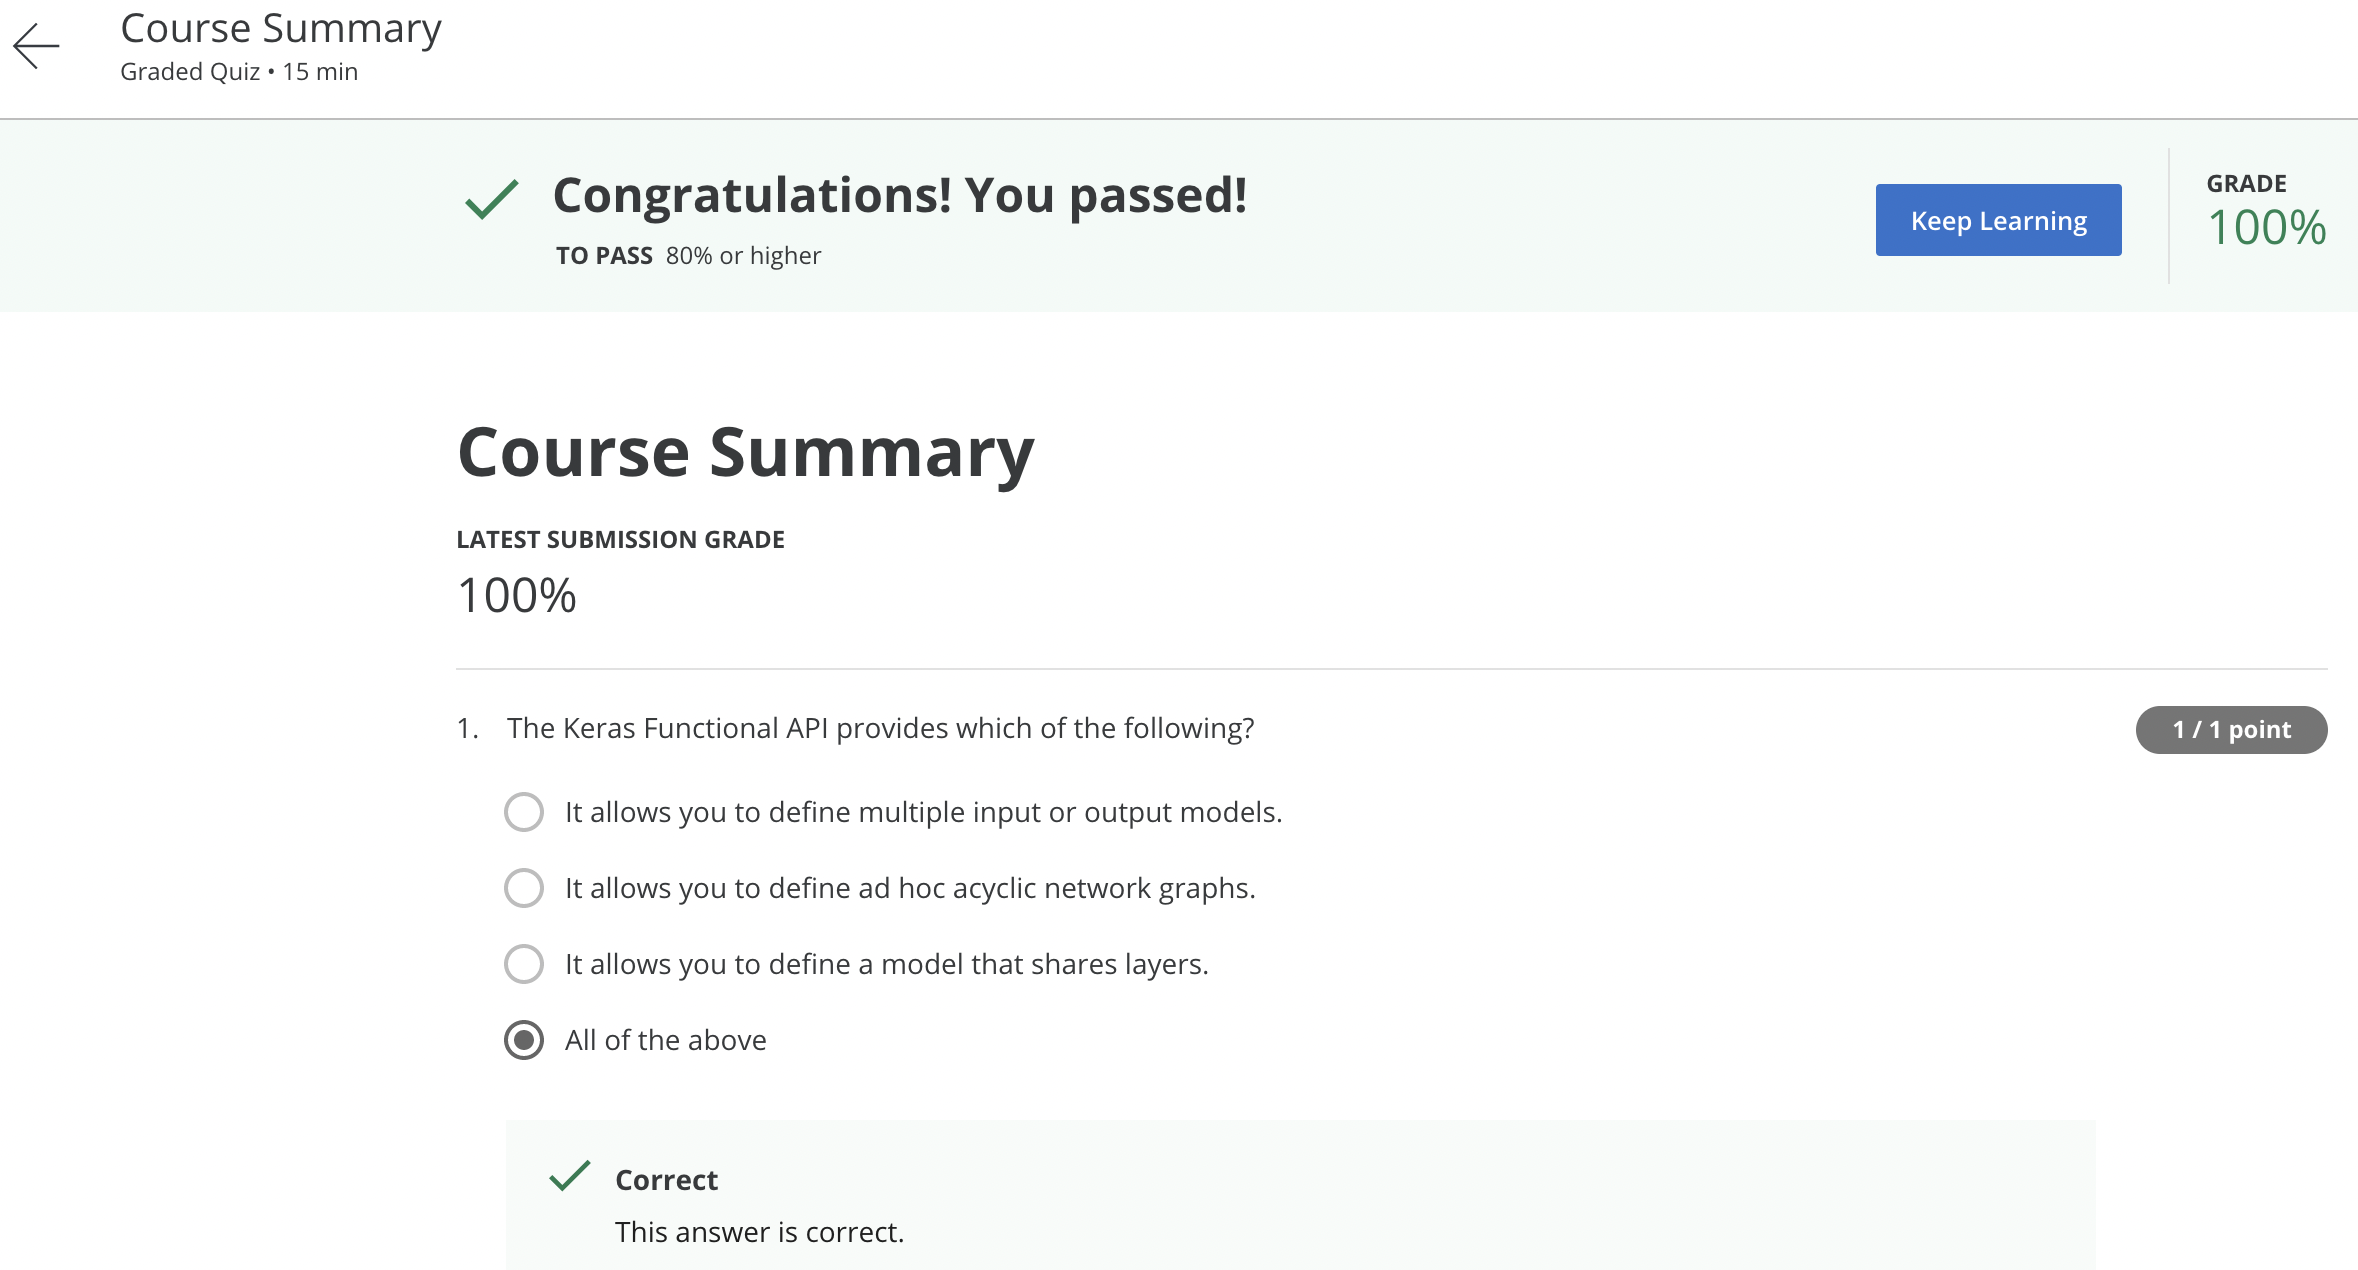 Course Summary
Graded Quiz • 15 min
Congratulations! You passed!
TO PASS 80% or higher
Keep Learning
GRADE
100%
Course Summary
LATEST SUBMISSION GRADE
100%
1. The Keras Functional API provides which of the following?
1 / 1 point
It allows you to define multiple input or output models.
It allows you to define ad hoc acyclic network graphs.
It allows you to define a model that shares layers.
All of the above
Correct
This answer is correct.